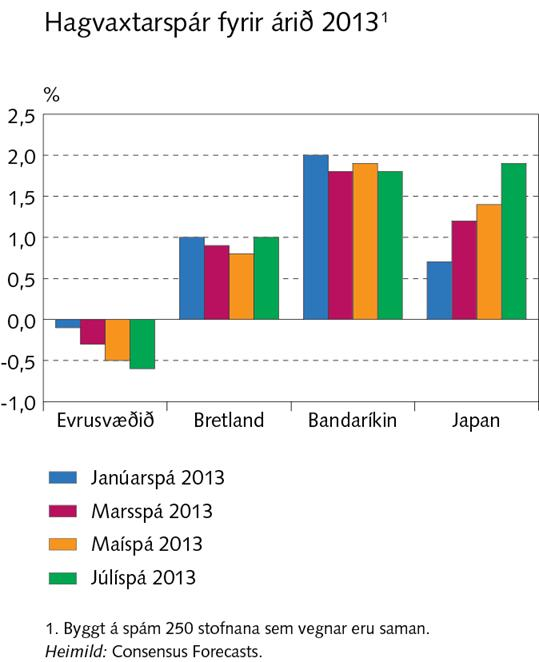 Hagvaxtarspár fyrir árið 2013¹
%
2,5
2,0
1,5
1,0
0,5
0,0
-0,5
-1,0
Evrusvæðið Bretland Bandaríkin Japan
Janúarspá 2013
Marsspá 2013
Maíspá 2013
Júlíspá 2013
1. Byggt á spám 250 stofnana sem vegnar eru saman.
Heimild: Consensus Forecasts.